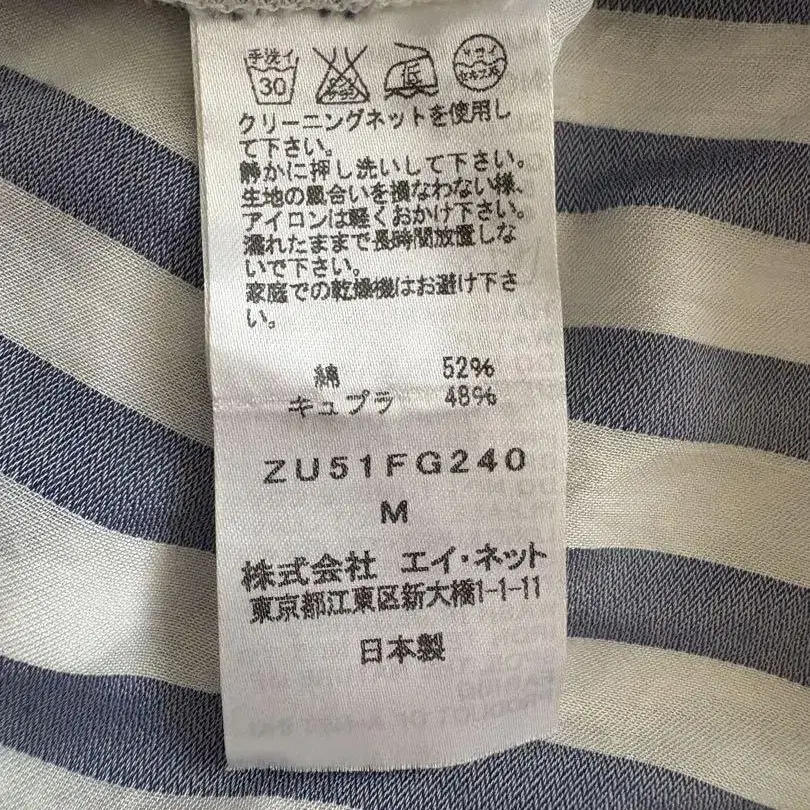 手洗イ
30
低
クリーニングネットを使用し
て下さい。
静かに押し洗いして下さい。
生地の風合いを損なわない様、
アイロンは軽くおかけ下さい。
濡れたままで長時間放置しな
いで下さい。
家庭での乾燥機はお避け下さ
い。
綿 52%
キュプラ 48%
ZU51FG240
M
株式会社 エイ・ネット
東京都江東区新大橋1-1-11
日本製